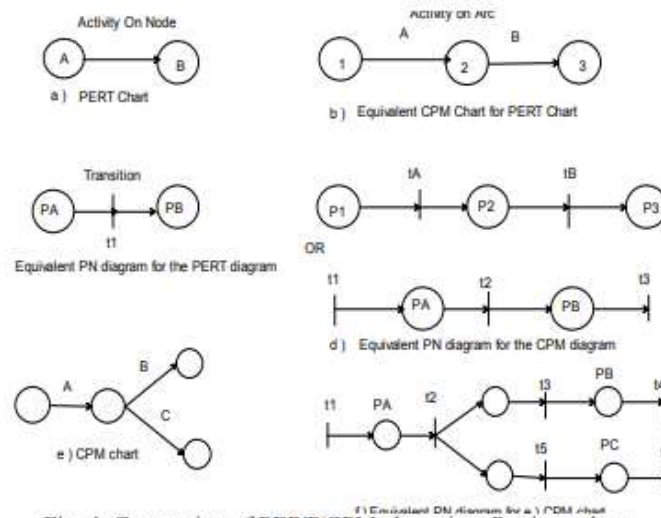 Activity On Node
Activity on Arc
A
B
A
B
1
2
3
a ) PERT Chart
b ) Equivalent CPM Chart for PERT Chart
Transition
tA
tB
PA
PB
P1
P2
P3
t1
OR
Equivalent PN diagram for the PERT diagram
t1
t2
t3
PA
PB
d ) Equivalent PN diagram for the CPM diagram
B
A
C
e ) CPM chart
t1
PA
t2
t3
PB
t4
t5
PC
f ) Equivalent PN diagram for e ) CPM chart